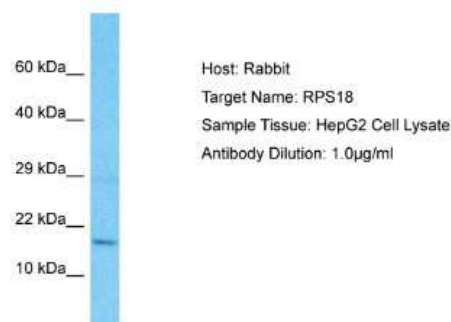 60 kDa
Host: Rabbit
40 kDa
Target Name: RPS18
Sample Tissue: HepG2 Cell Lysate
Antibody Dilution: 1.0µg/ml
29 kDa
22 kDa
10 kDa